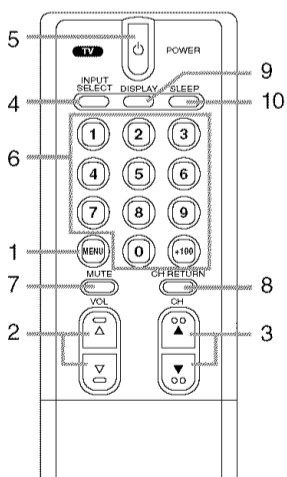 5
TV
POWER
9
INPUT
SELECT
DISPLAY
SLEEP
4
10
1 2 3
6
4 5 6
7 8 9
1
MENU 0 +100
MUTE
CH RETURN
7
8
VOL
CH
2
3